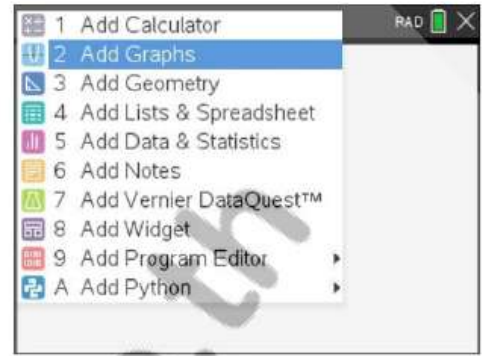 1 Add Calculator
RAD
2 Add Graphs
3 Add Geometry
4 Add Lists & Spreadsheet
5 Add Data & Statistics
6 Add Notes
7 Add Vernier DataQuest™
8 Add Widget
9 Add Program Editor
A Add Python